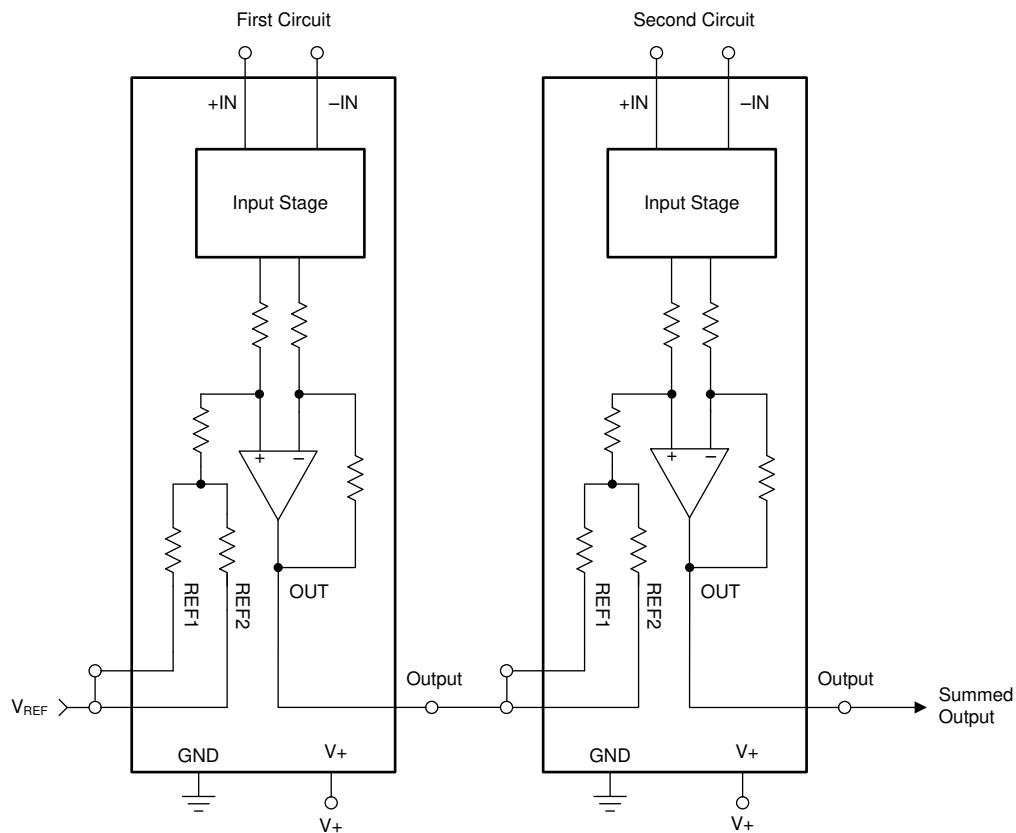 First Circuit
Second Circuit
+IN
–IN
+IN
–IN
Input Stage
Input Stage
+
–
+
–
REF1
REF2
OUT
REF1
REF2
OUT
Output
Output
VREF
Summed
Output
GND
V+
GND
V+
V+
V+